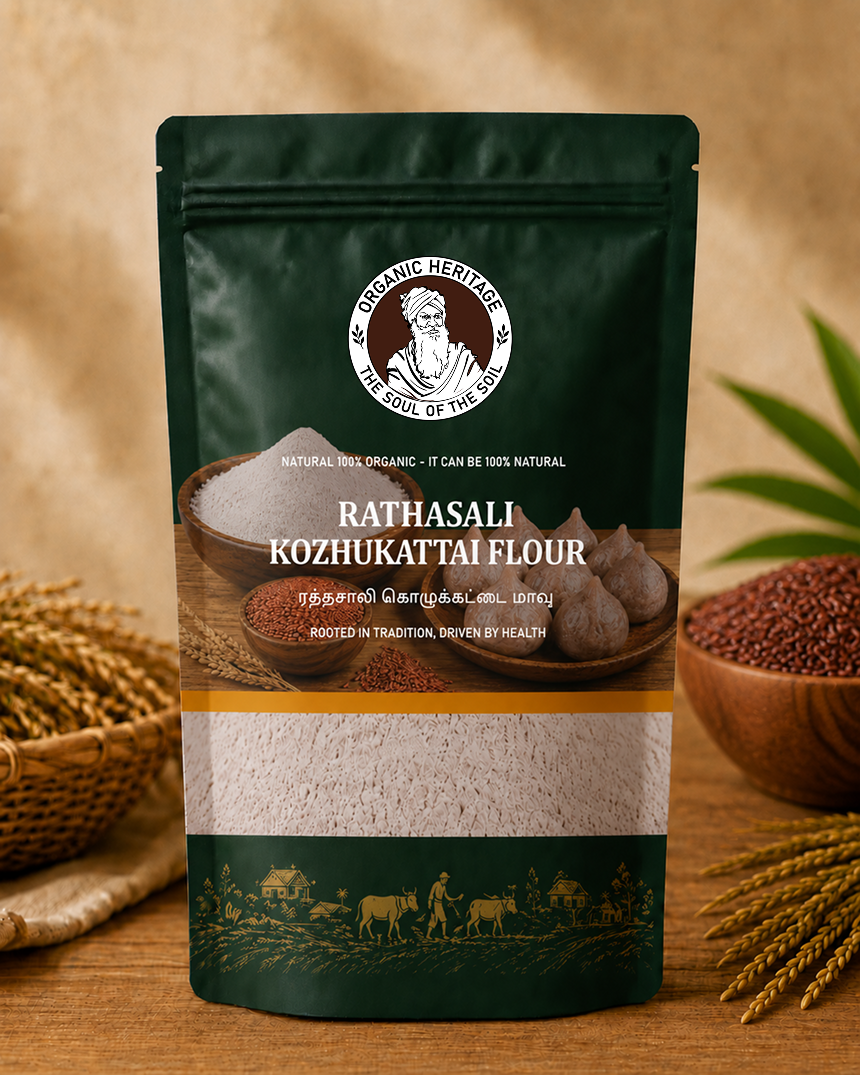 ORGANIC HERITAGE
THE SOUL OF THE SOIL
NATURAL 100% ORGANIC - IT CAN BE 100% NATURAL
RATHASALI
KOZHUKATTAI FLOUR
ரத்தசாலி கொழுக்கட்டை மாவு
ROOTED IN TRADITION, DRIVEN BY HEALTH